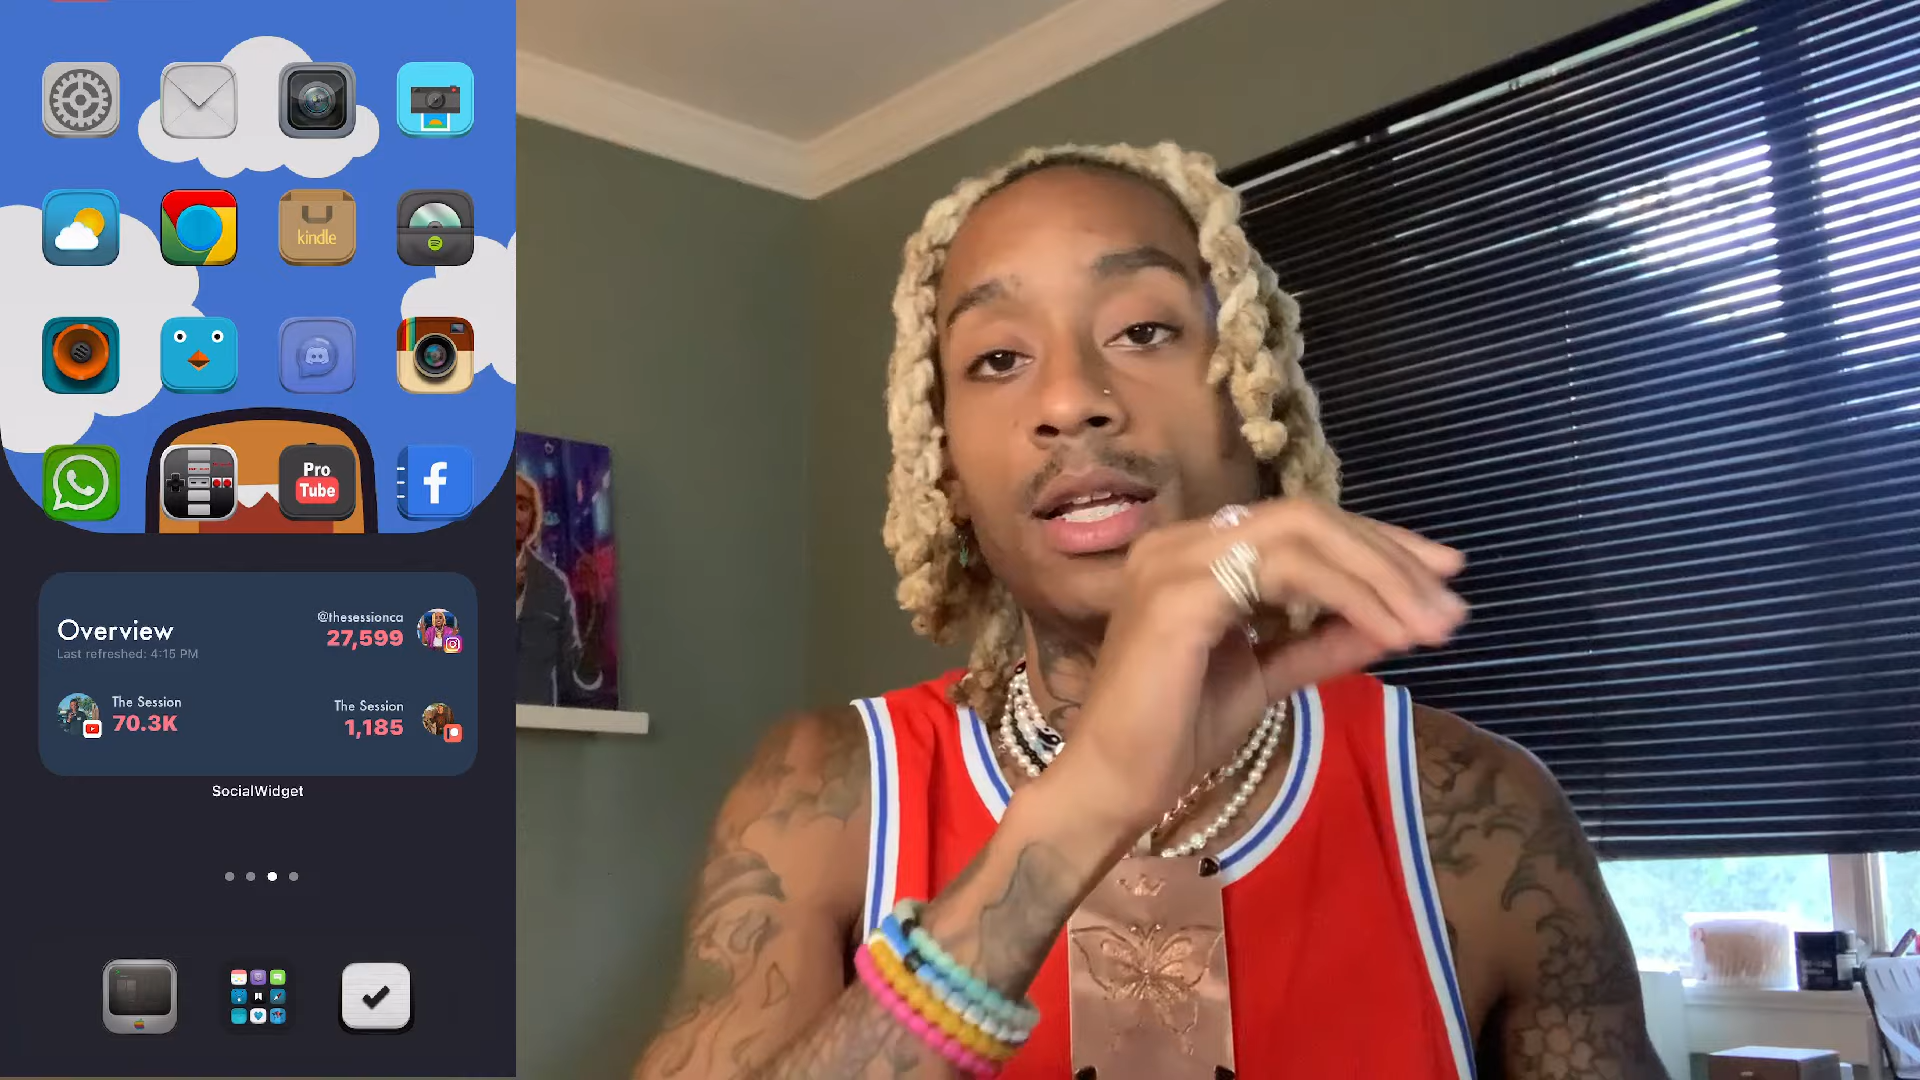 kindle
Pro
Tube
Overview
Last refreshed: 4:15 PM
@thesessionca
27,599
The Session
70.3K
The Session
1,185
SocialWidget